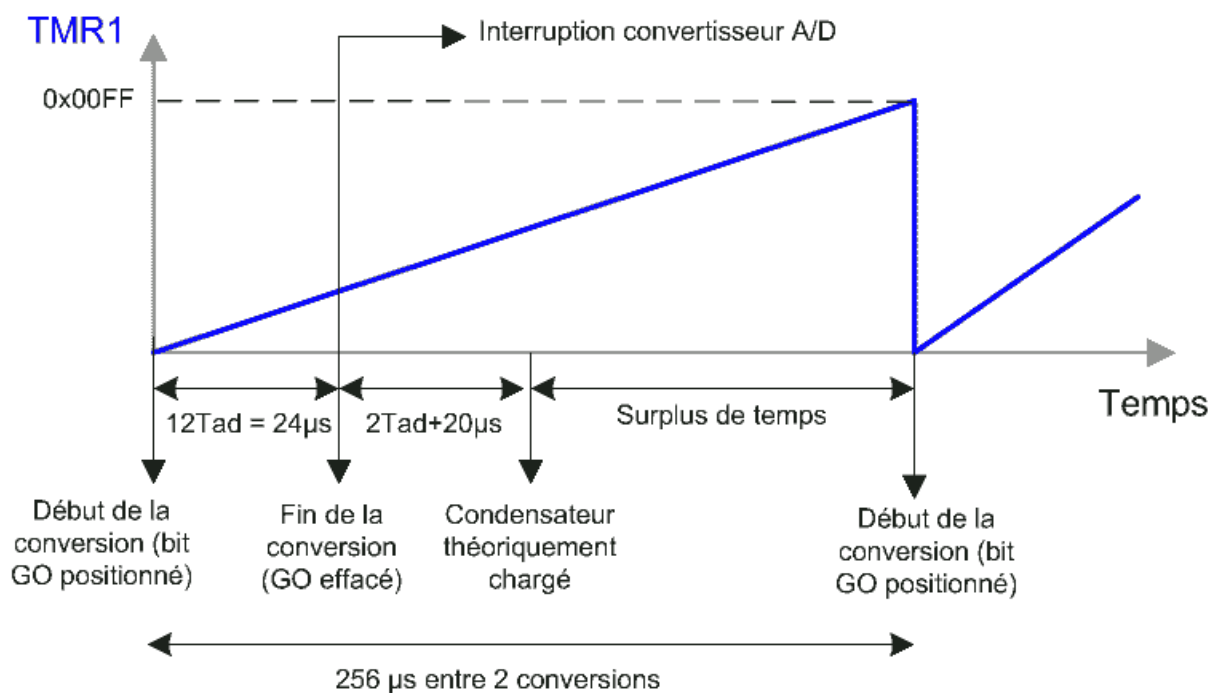 TMR1
Interruption convertisseur A/D
0x00FF
Temps
12Tad = 24µs
2Tad+20µs
Surplus de temps
Début de la
conversion (bit
GO positionné)
Fin de la
conversion
(GO effacé)
Condensateur
théoriquement
chargé
Début de la
conversion (bit
GO positionné)
256 µs entre 2 conversions